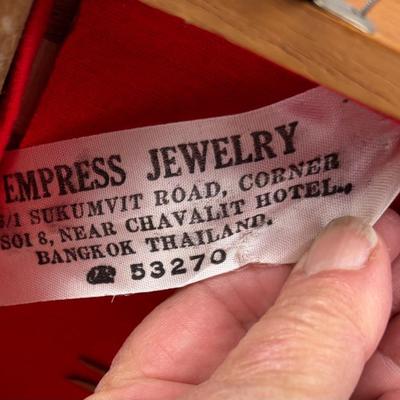 EMPRESS JEWELRY
/1 SUKUMVIT ROAD, CORNER
SOI 8, NEAR CHAVALIT HOTEL.
BANGKOK THAILAND.
☎ 53270